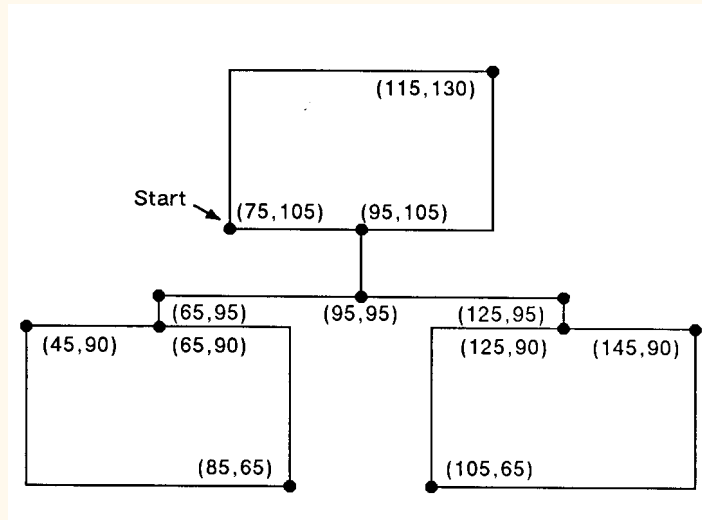 (115,130)
Start
(75,105) (95,105)
(65,95) (95,95) (125,95)
(45,90) (65,90) (125,90) (145,90)
(85,65) (105,65)